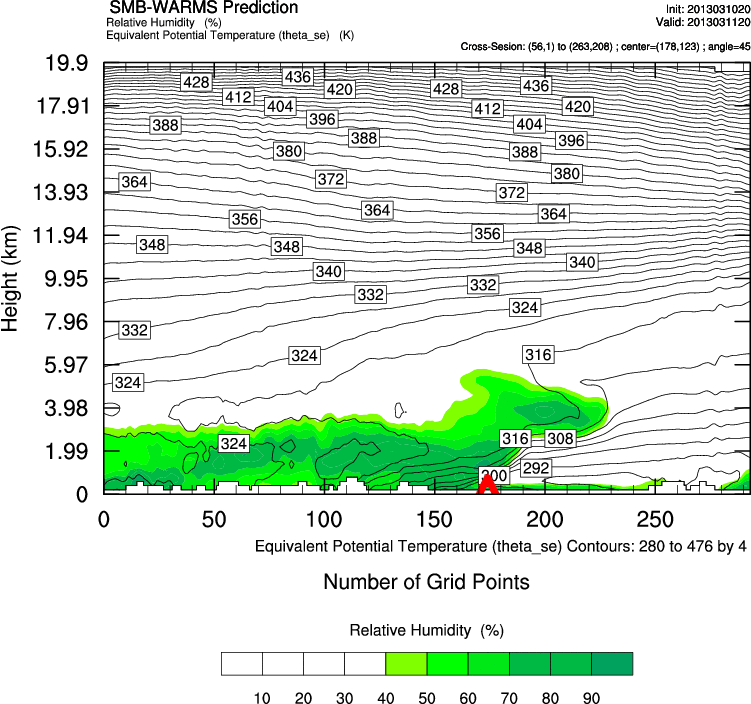 SMB-WARMS Prediction
Init: 2013031020
Relative Humidity (%)
Valid: 2013031120
Equivalent Potential Temperature (theta_se) (K)
Cross-Sesion: (56,1) to (263,208) ; center=(178,123) ; angle=45
19.9
428 436 420 428 436
17.91
412 404 396 412 420
388 388 404 396
15.92
380 388
364 372 380
13.93
372
356 364 364
11.94
356
348 348 348
340 340
9.95
332 332
324
7.96
332
324 316
5.97
324
3.98
324 316 308
1.99
292
0
0 50 100 150 200 250
Height (km)
Equivalent Potential Temperature (theta_se) Contours: 280 to 476 by 4
Number of Grid Points
Relative Humidity (%)
10 20 30 40 50 60 70 80 90